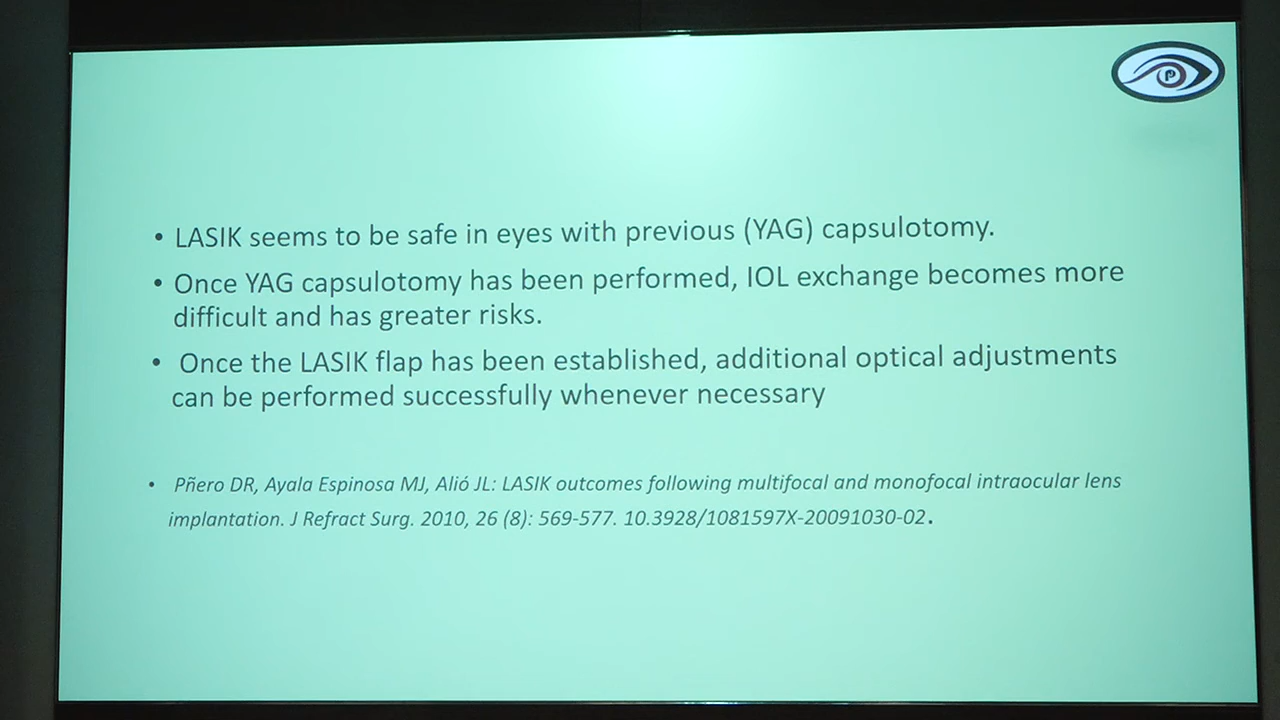 • LASIK seems to be safe in eyes with previous (YAG) capsulotomy.
• Once YAG capsulotomy has been performed, IOL exchange becomes more
difficult and has greater risks.
• Once the LASIK flap has been established, additional optical adjustments
can be performed successfully whenever necessary
• Pñero DR, Ayala Espinosa MJ, Alió JL: LASIK outcomes following multifocal and monofocal intraocular lens
implantation. J Refract Surg. 2010, 26 (8): 569-577. 10.3928/1081597X-20091030-02.
P